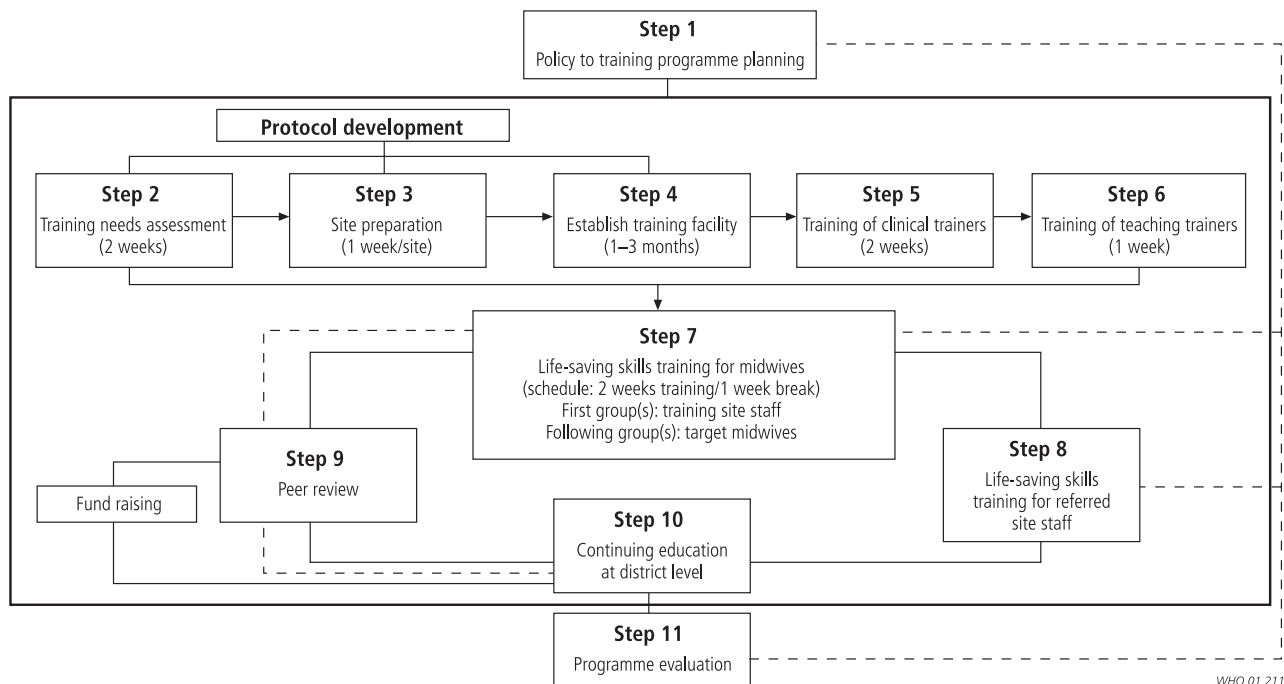 Step 1
Policy to training programme planning
Protocol development
Step 2
Training needs assessment
(2 weeks)
Step 3
Site preparation
(1 week/site)
Step 4
Establish training facility
(1–3 months)
Step 5
Training of clinical trainers
(2 weeks)
Step 6
Training of teaching trainers
(1 week)
Step 7
Life-saving skills training for midwives
(schedule: 2 weeks training/1 week break)
First group(s): training site staff
Following group(s): target midwives
Step 9
Peer review
Fund raising
Step 8
Life-saving skills
training for referred
site staff
Step 10
Continuing education
at district level
Step 11
Programme evaluation
WHO 01.211